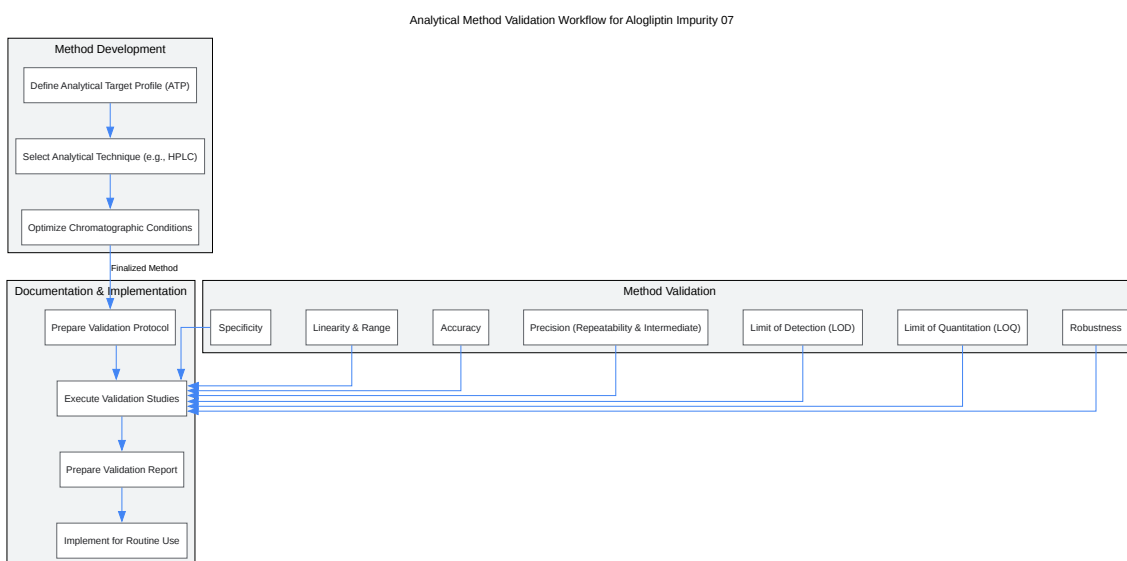 Analytical Method Validation Workflow for Alogliptin Impurity 07
Method Development
Define Analytical Target Profile (ATP)
Select Analytical Technique (e.g., HPLC)
Optimize Chromatographic Conditions
Finalized Method
Documentation & Implementation
Prepare Validation Protocol
Execute Validation Studies
Prepare Validation Report
Implement for Routine Use
Method Validation
Specificity
Linearity & Range
Accuracy
Precision (Repeatability & Intermediate)
Limit of Detection (LOD)
Limit of Quantitation (LOQ)
Robustness